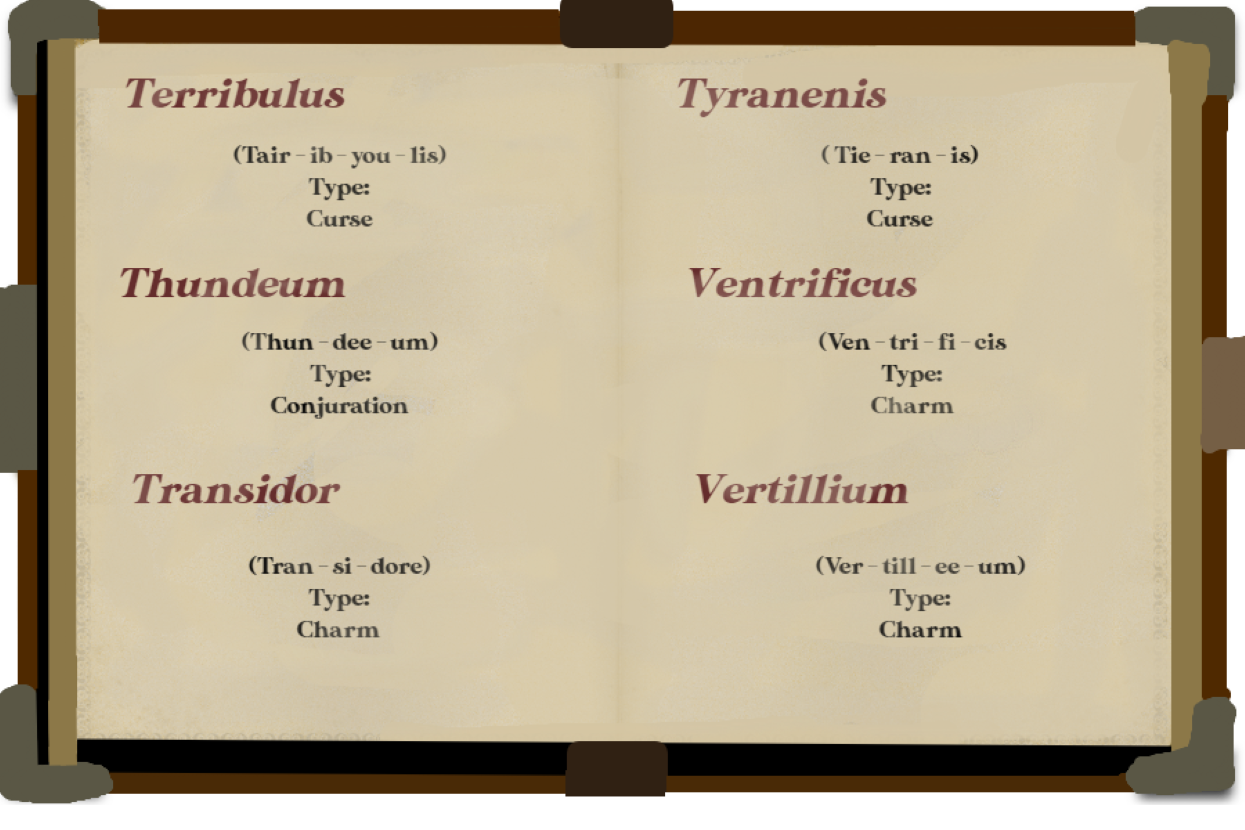 Terribulus
(Tair - ib - you - lis)
Type:
Curse
Thundeum
(Thun - dee - um)
Type:
Conjuration
Transidor
(Tran - si - dore)
Type:
Charm
Tyranenis
( Tie - ran - is)
Type:
Curse
Ventrificus
(Ven - tri - fi - cis
Type:
Charm
Vertillium
(Ver - till - ee - um)
Type:
Charm